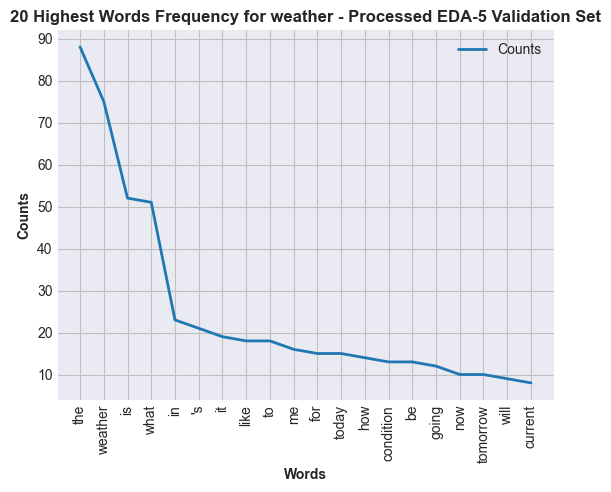 20 Highest Words Frequency for weather - Processed EDA-5 Validation Set
Counts
90
80
70
60
50
40
30
20
10
Counts
the
weather
is
what
in
's
it
like
to
me
for
today
how
condition
be
going
now
tomorrow
will
current
Words